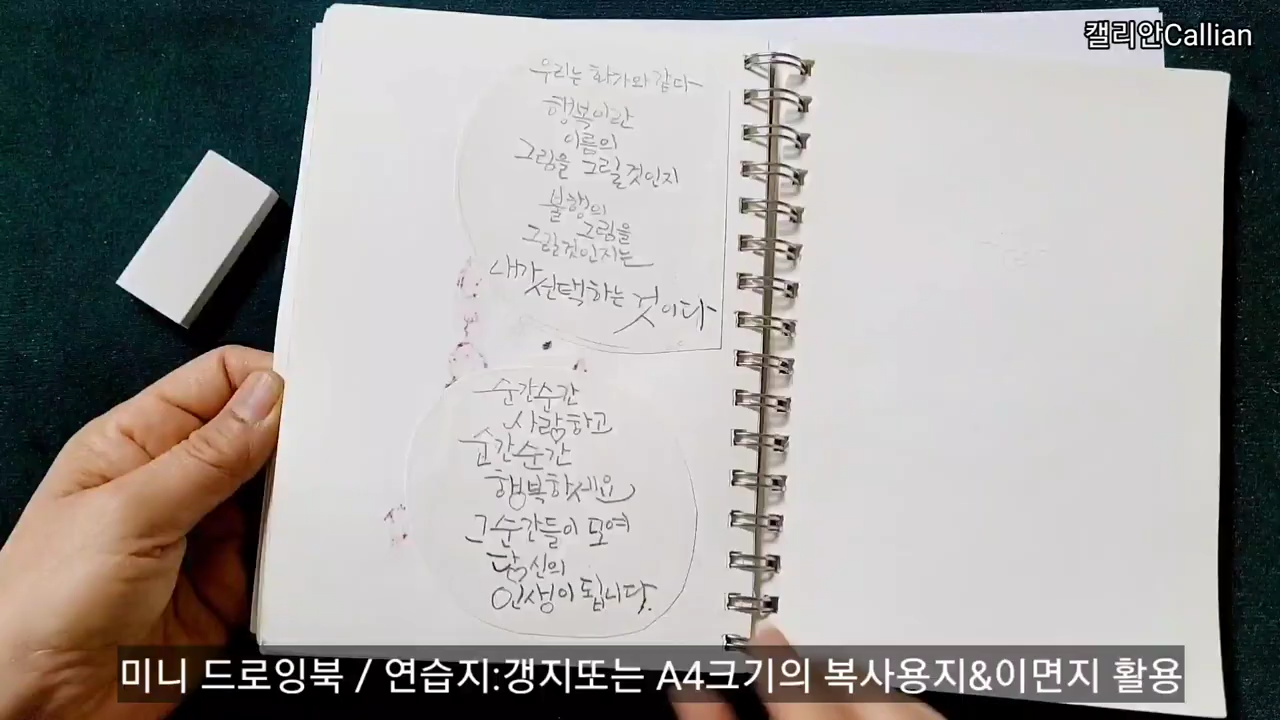 캘리안Callian
우리는 화가와 같다
행복이란
이름의
그림을 그릴것인지
불행의
그림을
그릴것인지는
내가
선택하는 것이다
순간순간
사랑하고
순간순간
행복하세요
그 순간들이 모여
당신의
인생이 됩니다.
미니 드로잉북 / 연습지:갱지또는 A4크기의 복사용지&이면지 활용